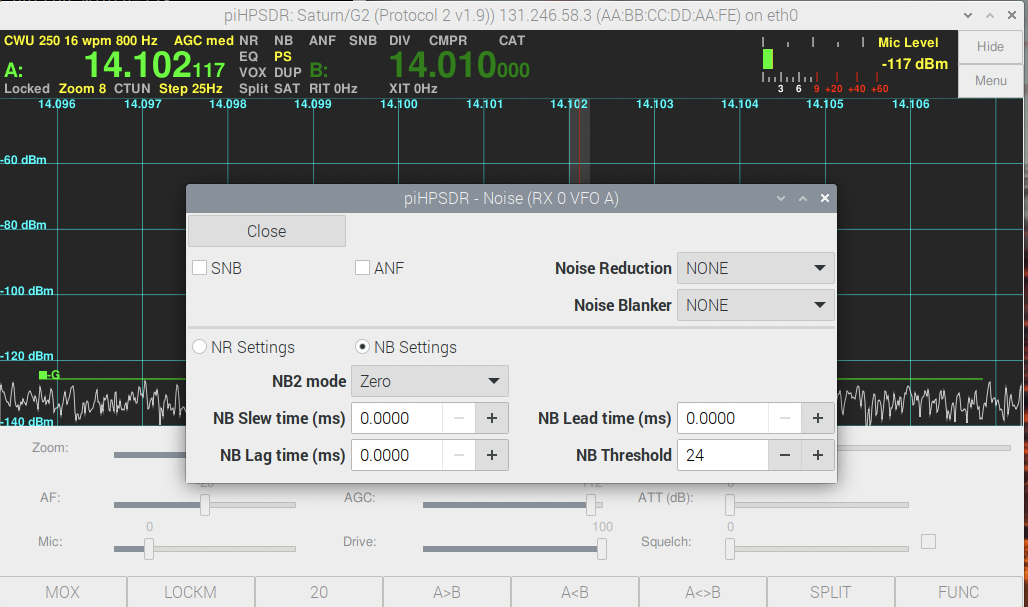 piHPSDR: Saturn/G2 (Protocol 2 v1.9)) 131.246.58.3 (AA:BB:CC:DD:AA:FE) on eth0
CWU 250 16 wpm 800 Hz AGC med NR NB ANF SNB DIV CMPR CAT
A: 14.102117 EQ PS B: 14.010000
VOX DUP
Locked Zoom 8 CTUN Step 25Hz Split SAT RIT 0Hz XIT 0Hz
Mic Level
-117 dBm
3 6 9 +20 +40 +60
Hide
Menu
14.096 14.097 14.098 14.099 14.100 14.101 14.102 14.103 14.104 14.105 14.106
-60 dBm
-80 dBm
-100 dBm
-120 dBm
-G
-140 dBm
piHPSDR - Noise (RX 0 VFO A)
Close
SNB ANF Noise Reduction NONE
Noise Blanker NONE
NR Settings NB Settings
NB2 mode Zero
NB Slew time (ms) 0.0000 − + NB Lead time (ms) 0.0000 − +
NB Lag time (ms) 0.0000 − + NB Threshold 24 − +
Zoom:
AF: AGC: ATT (dB):
0 100 0
Mic: Drive: Squelch:
MOX LOCKM 20 A>B A<B A<>B SPLIT FUNC